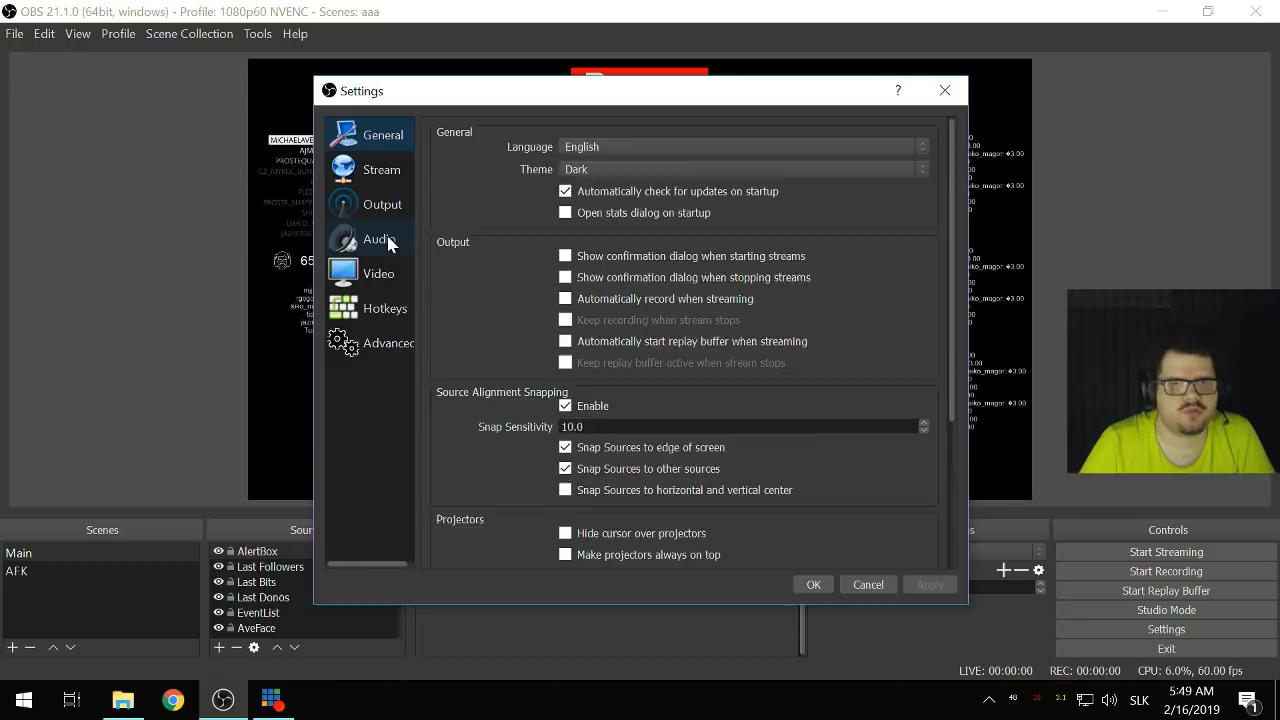 OBS 21.1.0 (64bit, windows) - Profile: 1080p60 NVENC - Scenes: aaa
File Edit View Profile Scene Collection Tools Help
Settings
General
Stream
Output
Video
Hotkeys
Advanced
General
Language English
Theme Dark
Automatically check for updates on startup
Open stats dialog on startup
Output
Show confirmation dialog when starting streams
Show confirmation dialog when stopping streams
Automatically record when streaming
Keep recording when stream stops
Automatically start replay buffer when streaming
Keep replay buffer active when stream stops
Source Alignment Snapping
Enable
Snap Sensitivity 10.0
Snap Sources to edge of screen
Snap Sources to other sources
Snap Sources to horizontal and vertical center
Projectors
Hide cursor over projectors
Make projectors always on top
OK Cancel Apply
Scenes
Main
AFK
AlertBox
Last Followers
Last Bits
Last Donos
EventList
AveFace
Controls
Start Streaming
Start Recording
Start Replay Buffer
Studio Mode
Settings
Exit
LIVE: 00:00:00 REC: 00:00:00 CPU: 6.0%, 60.00 fps
SLK
5:49 AM
2/16/2019